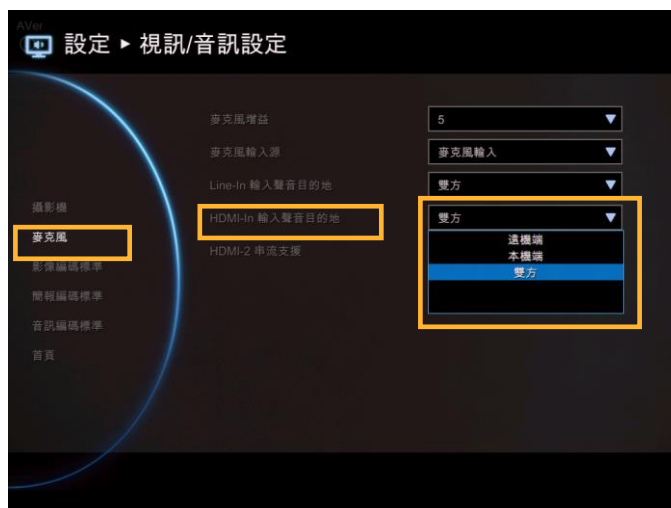 AVer
設定 ▸ 視訊/音訊設定
麥克風增益
5
麥克風輸入源
麥克風輸入
Line-In 輸入聲音目的地
雙方
HDMI-In 輸入聲音目的地
雙方
遠機端
本機端
雙方
HDMI-2 串流支援
攝影機
麥克風
影像編碼標準
簡報編碼標準
音訊編碼標準
首頁